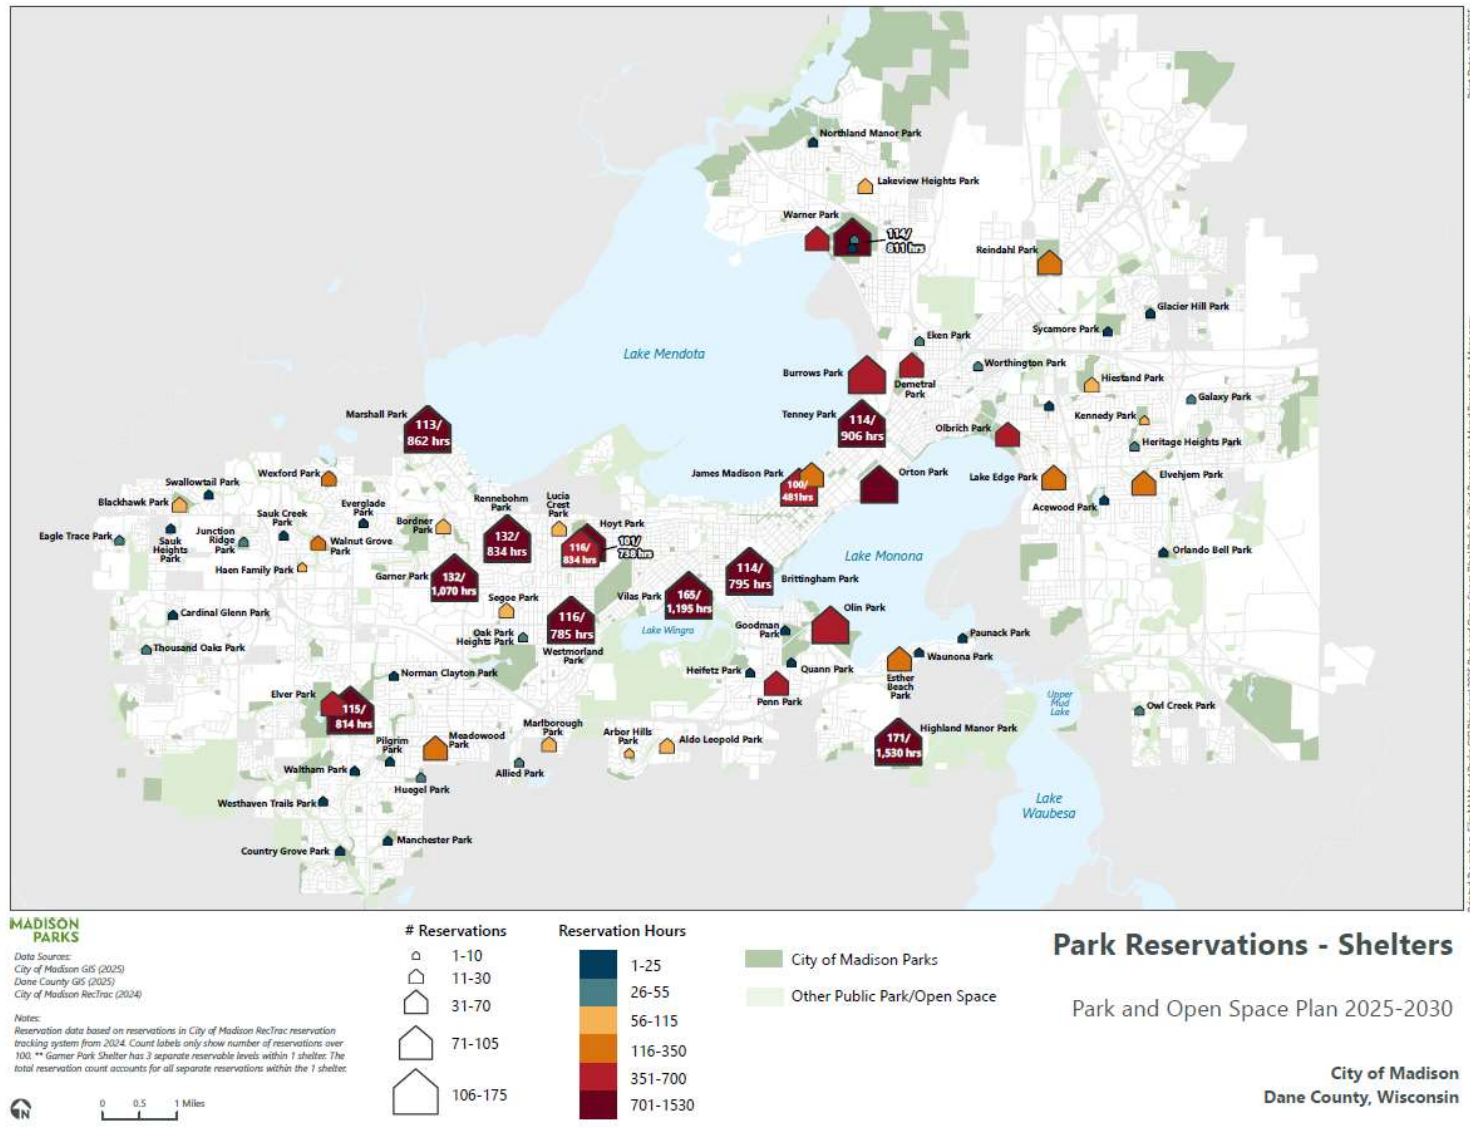 Northland Manor Park
Lakeview Heights Park
Warner Park
114/
811 hrs
Reindahl Park
Glacier Hill Park
Sycamore Park
Eken Park
Lake Mendota
Worthington Park
Burrows Park
Demetral
Park
Hiestand Park
Galaxy Park
Marshall Park
113/
862 hrs
Tenney Park
114/
906 hrs
Kennedy Park
Olbrich Park
Heritage Heights Park
Wexford Park
James Madison Park
100/
481hrs
Orton Park
Lake Edge Park
Elvehjem Park
Swallowtail Park
Blackhawk Park
Everglade
Park
Rennebohm
Park
Lucia
Crest
Park
Acewood Park
Sauk Creek
Park
Bordner
Park
132/
834 hrs
Hoyt Park
116/
834 hrs
101/
738 hrs
Eagle Trace Park
Sauk
Heights
Park
Junction
Ridge
Park
Walnut Grove
Park
Lake Monona
Orlando Bell Park
Haen Family Park
Garner Park
132/
1,070 hrs
114/
795 hrs
Brittingham Park
Segoe Park
Vilas Park
165/
1,195 hrs
Cardinal Glenn Park
116/
785 hrs
Olin Park
Oak Park
Heights Park
Lake Wingra
Goodman
Park
Paunack Park
Thousand Oaks Park
Westmorland
Park
Waunona Park
Norman Clayton Park
Heifetz Park
Quann Park
Esther
Beach
Park
Elver Park
115/
814 hrs
Penn Park
Upper
Mud
Lake
Owl Creek Park
Pilgrim
Park
Meadowood
Park
Marlborough
Park
Arbor Hills
Park
Aldo Leopold Park
171/
1,530 hrs
Highland Manor Park
Waltham Park
Allied Park
Huegel Park
Westhaven Trails Park
Lake
Waubesa
Manchester Park
Country Grove Park
MADISON
PARKS
Data Sources:
City of Madison GIS (2025)
Dane County GIS (2025)
City of Madison RecTrac (2024)
Notes:
Reservation data based on reservations in City of Madison RecTrac reservation
tracking system from 2024. Count labels only show number of reservations over
100. ** Garner Park Shelter has 3 separate reservable levels within 1 shelter. The
total reservation count accounts for all separate reservations within the 1 shelter.
N
0 0.5 1 Miles
# Reservations
1-10
11-30
31-70
71-105
106-175
Reservation Hours
1-25
26-55
56-115
116-350
351-700
701-1530
City of Madison Parks
Other Public Park/Open Space
Park Reservations - Shelters
Park and Open Space Plan 2025-2030
City of Madison
Dane County, Wisconsin